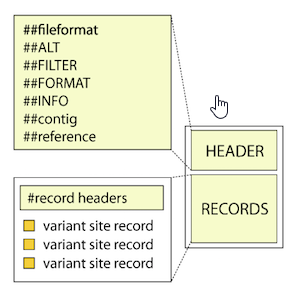 ##fileformat
##ALT
##FILTER
##FORMAT
##INFO
##contig
##reference
HEADER
RECORDS
#record headers
variant site record
variant site record
variant site record